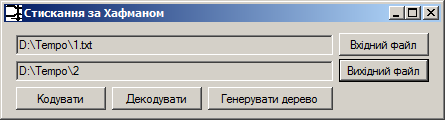 Стискання за Хафманом
D:\Tempo\1.txt Вхідний файл
D:\Tempo\2 Вихідний файл
Кодувати Декодувати Генерувати дерево